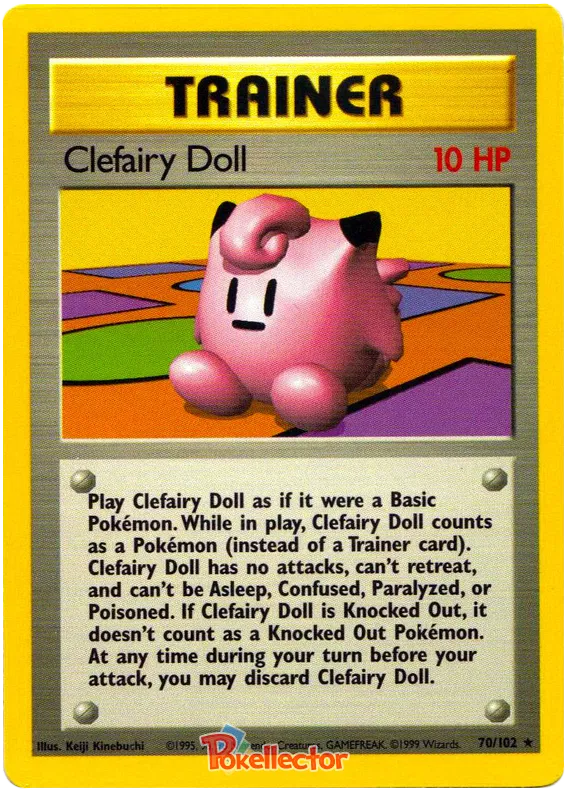 TRAINER
Clefairy Doll 10 HP
Play Clefairy Doll as if it were a Basic
Pokémon. While in play, Clefairy Doll counts
as a Pokémon (instead of a Trainer card).
Clefairy Doll has no attacks, can't retreat,
and can't be Asleep, Confused, Paralyzed, or
Poisoned. If Clefairy Doll is Knocked Out, it
doesn't count as a Knocked Out Pokémon.
At any time during your turn before your
attack, you may discard Clefairy Doll.
Illus. Keiji Kinebuchi ©1995, Creatures, GAMEFREAK. ©1999 Wizards. 70/102 ★
Pokellector